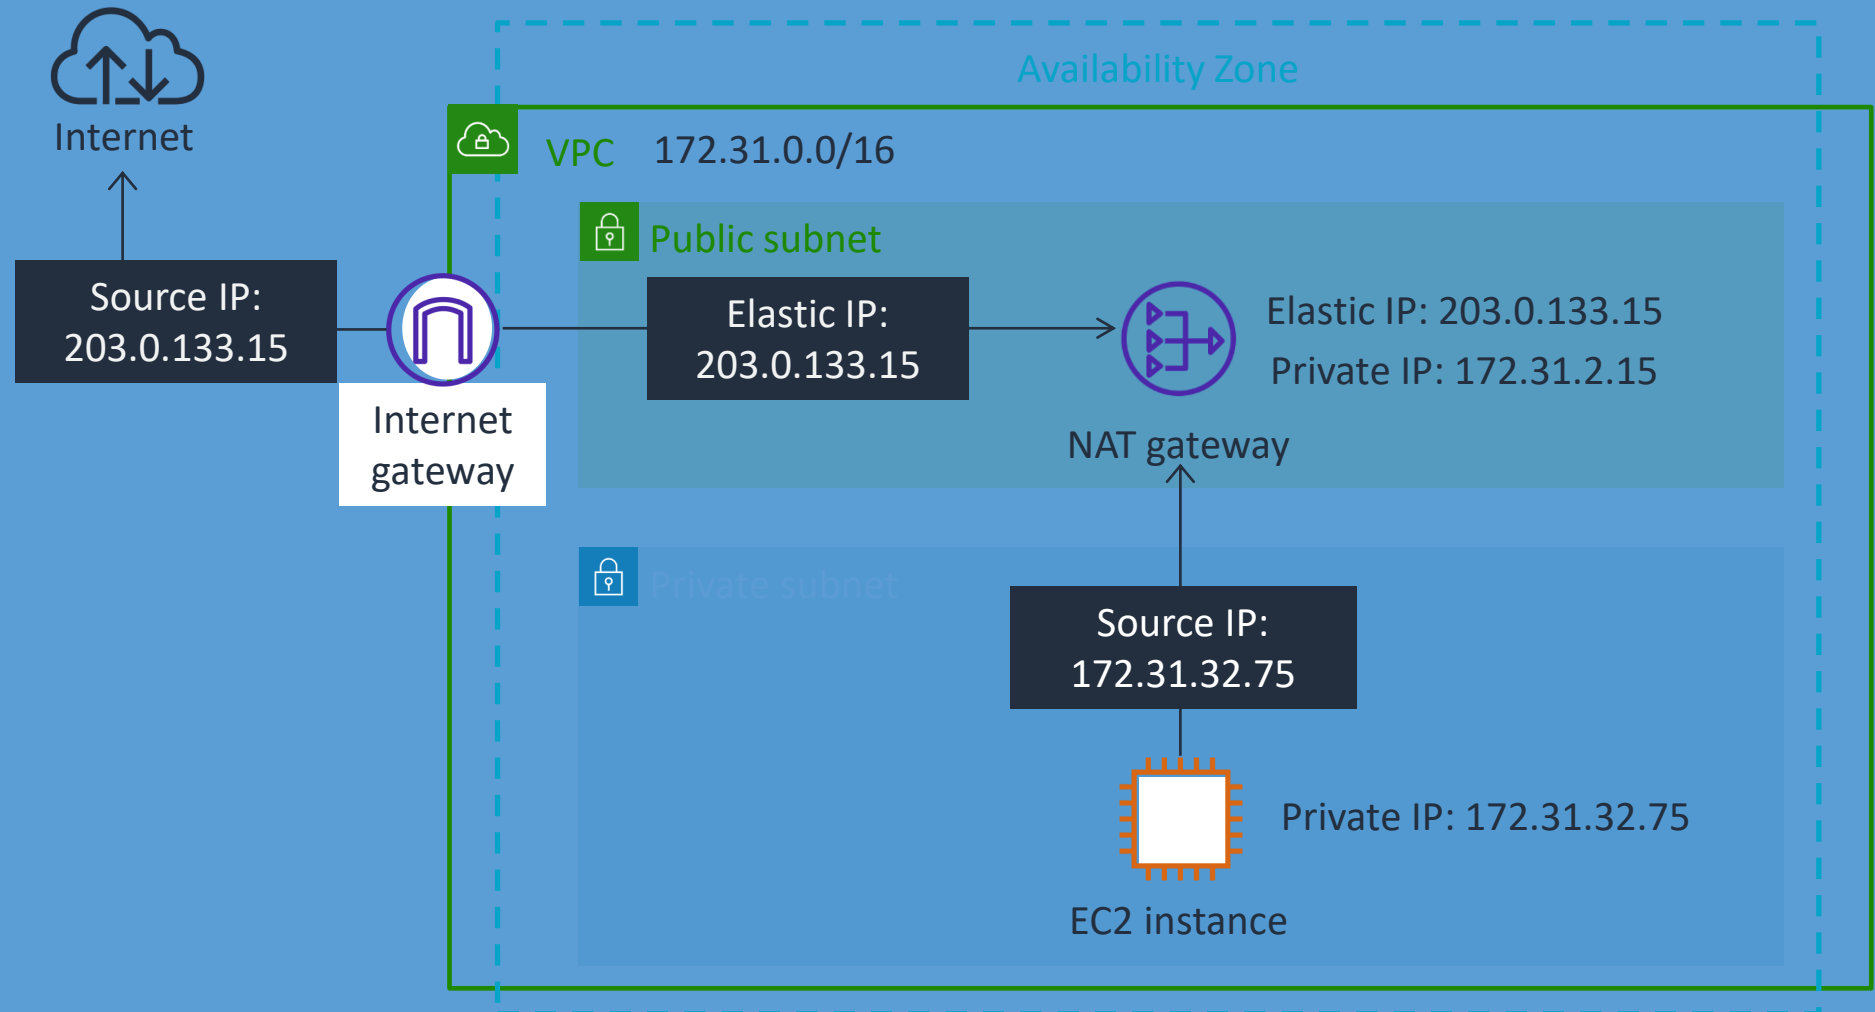 Internet
Availability Zone
VPC 172.31.0.0/16
Public subnet
Source IP:
203.0.133.15
Elastic IP:
203.0.133.15
Elastic IP: 203.0.133.15
Private IP: 172.31.2.15
Internet
gateway
NAT gateway
Private subnet
Source IP:
172.31.32.75
Private IP: 172.31.32.75
EC2 instance